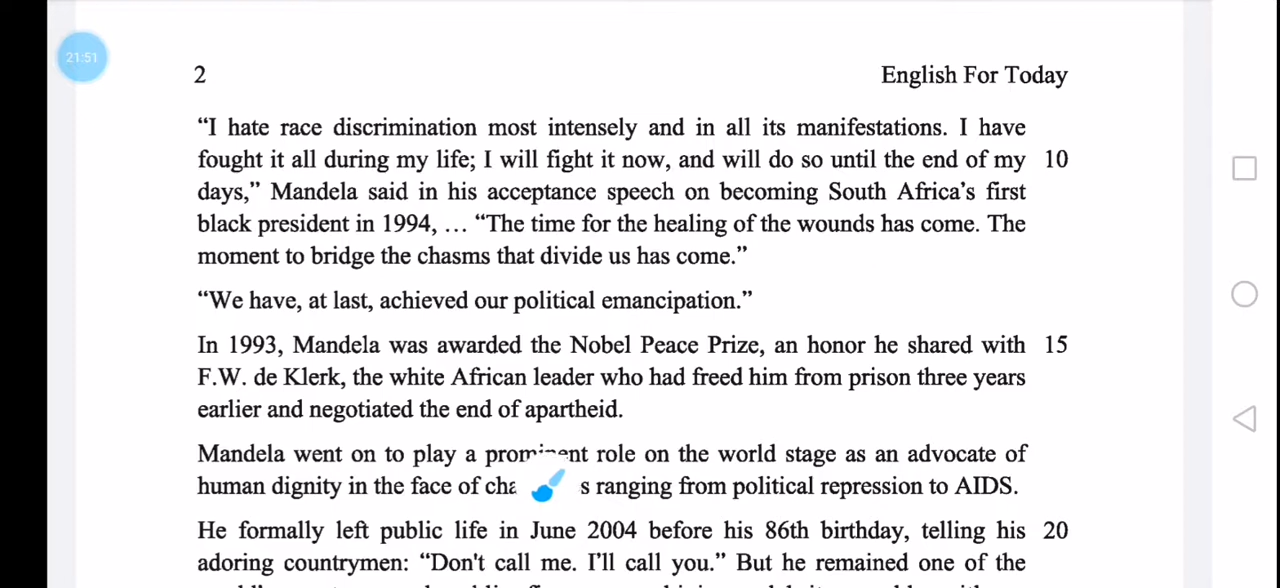 21:51
2 English For Today
“I hate race discrimination most intensely and in all its manifestations. I have
fought it all during my life; I will fight it now, and will do so until the end of my 10
days,” Mandela said in his acceptance speech on becoming South Africa’s first
black president in 1994, … “The time for the healing of the wounds has come. The
moment to bridge the chasms that divide us has come.”
“We have, at last, achieved our political emancipation.”
In 1993, Mandela was awarded the Nobel Peace Prize, an honor he shared with 15
F.W. de Klerk, the white African leader who had freed him from prison three years
earlier and negotiated the end of apartheid.
Mandela went on to play a prominent role on the world stage as an advocate of
human dignity in the face of ranging from political repression to AIDS.
He formally left public life in June 2004 before his 86th birthday, telling his 20
adoring countrymen: “Don't call me. I'll call you.” But he remained one of the